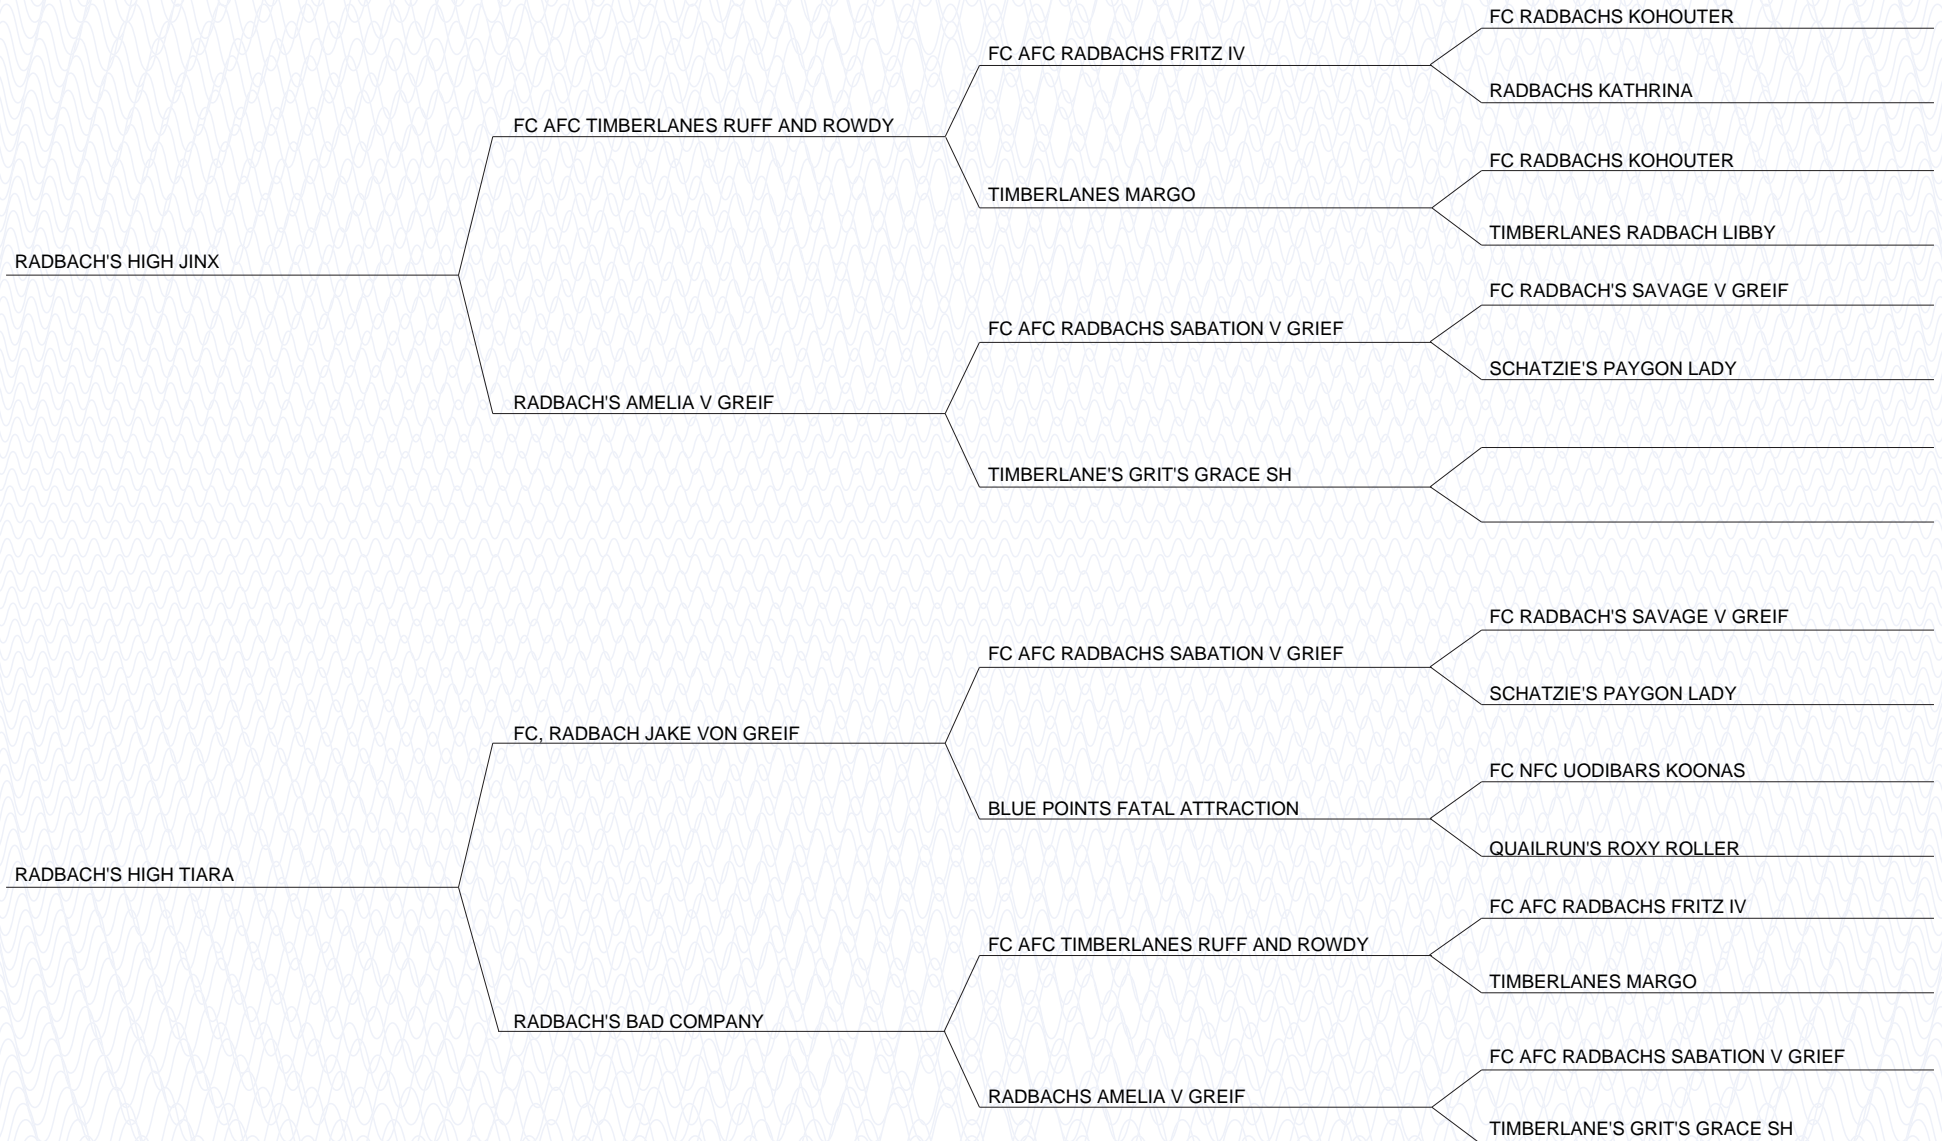 FC RADBACHS KOHOUTER
FC AFC RADBACHS FRITZ IV
RADBACHS KATHRINA
FC AFC TIMBERLANES RUFF AND ROWDY
FC RADBACHS KOHOUTER
TIMBERLANES MARGO
TIMBERLANES RADBACH LIBBY
RADBACH'S HIGH JINX
FC RADBACH'S SAVAGE V GREIF
FC AFC RADBACHS SABATION V GRIEF
SCHATZIE'S PAYGON LADY
RADBACH'S AMELIA V GREIF
TIMBERLANE'S GRIT'S GRACE SH
FC RADBACH'S SAVAGE V GREIF
FC AFC RADBACHS SABATION V GRIEF
SCHATZIE'S PAYGON LADY
FC, RADBACH JAKE VON GREIF
FC NFC UODIBARS KOONAS
BLUE POINTS FATAL ATTRACTION
QUAILRUN'S ROXY ROLLER
RADBACH'S HIGH TIARA
FC AFC RADBACHS FRITZ IV
FC AFC TIMBERLANES RUFF AND ROWDY
TIMBERLANES MARGO
RADBACH'S BAD COMPANY
FC AFC RADBACHS SABATION V GRIEF
RADBACHS AMELIA V GREIF
TIMBERLANE'S GRIT'S GRACE SH